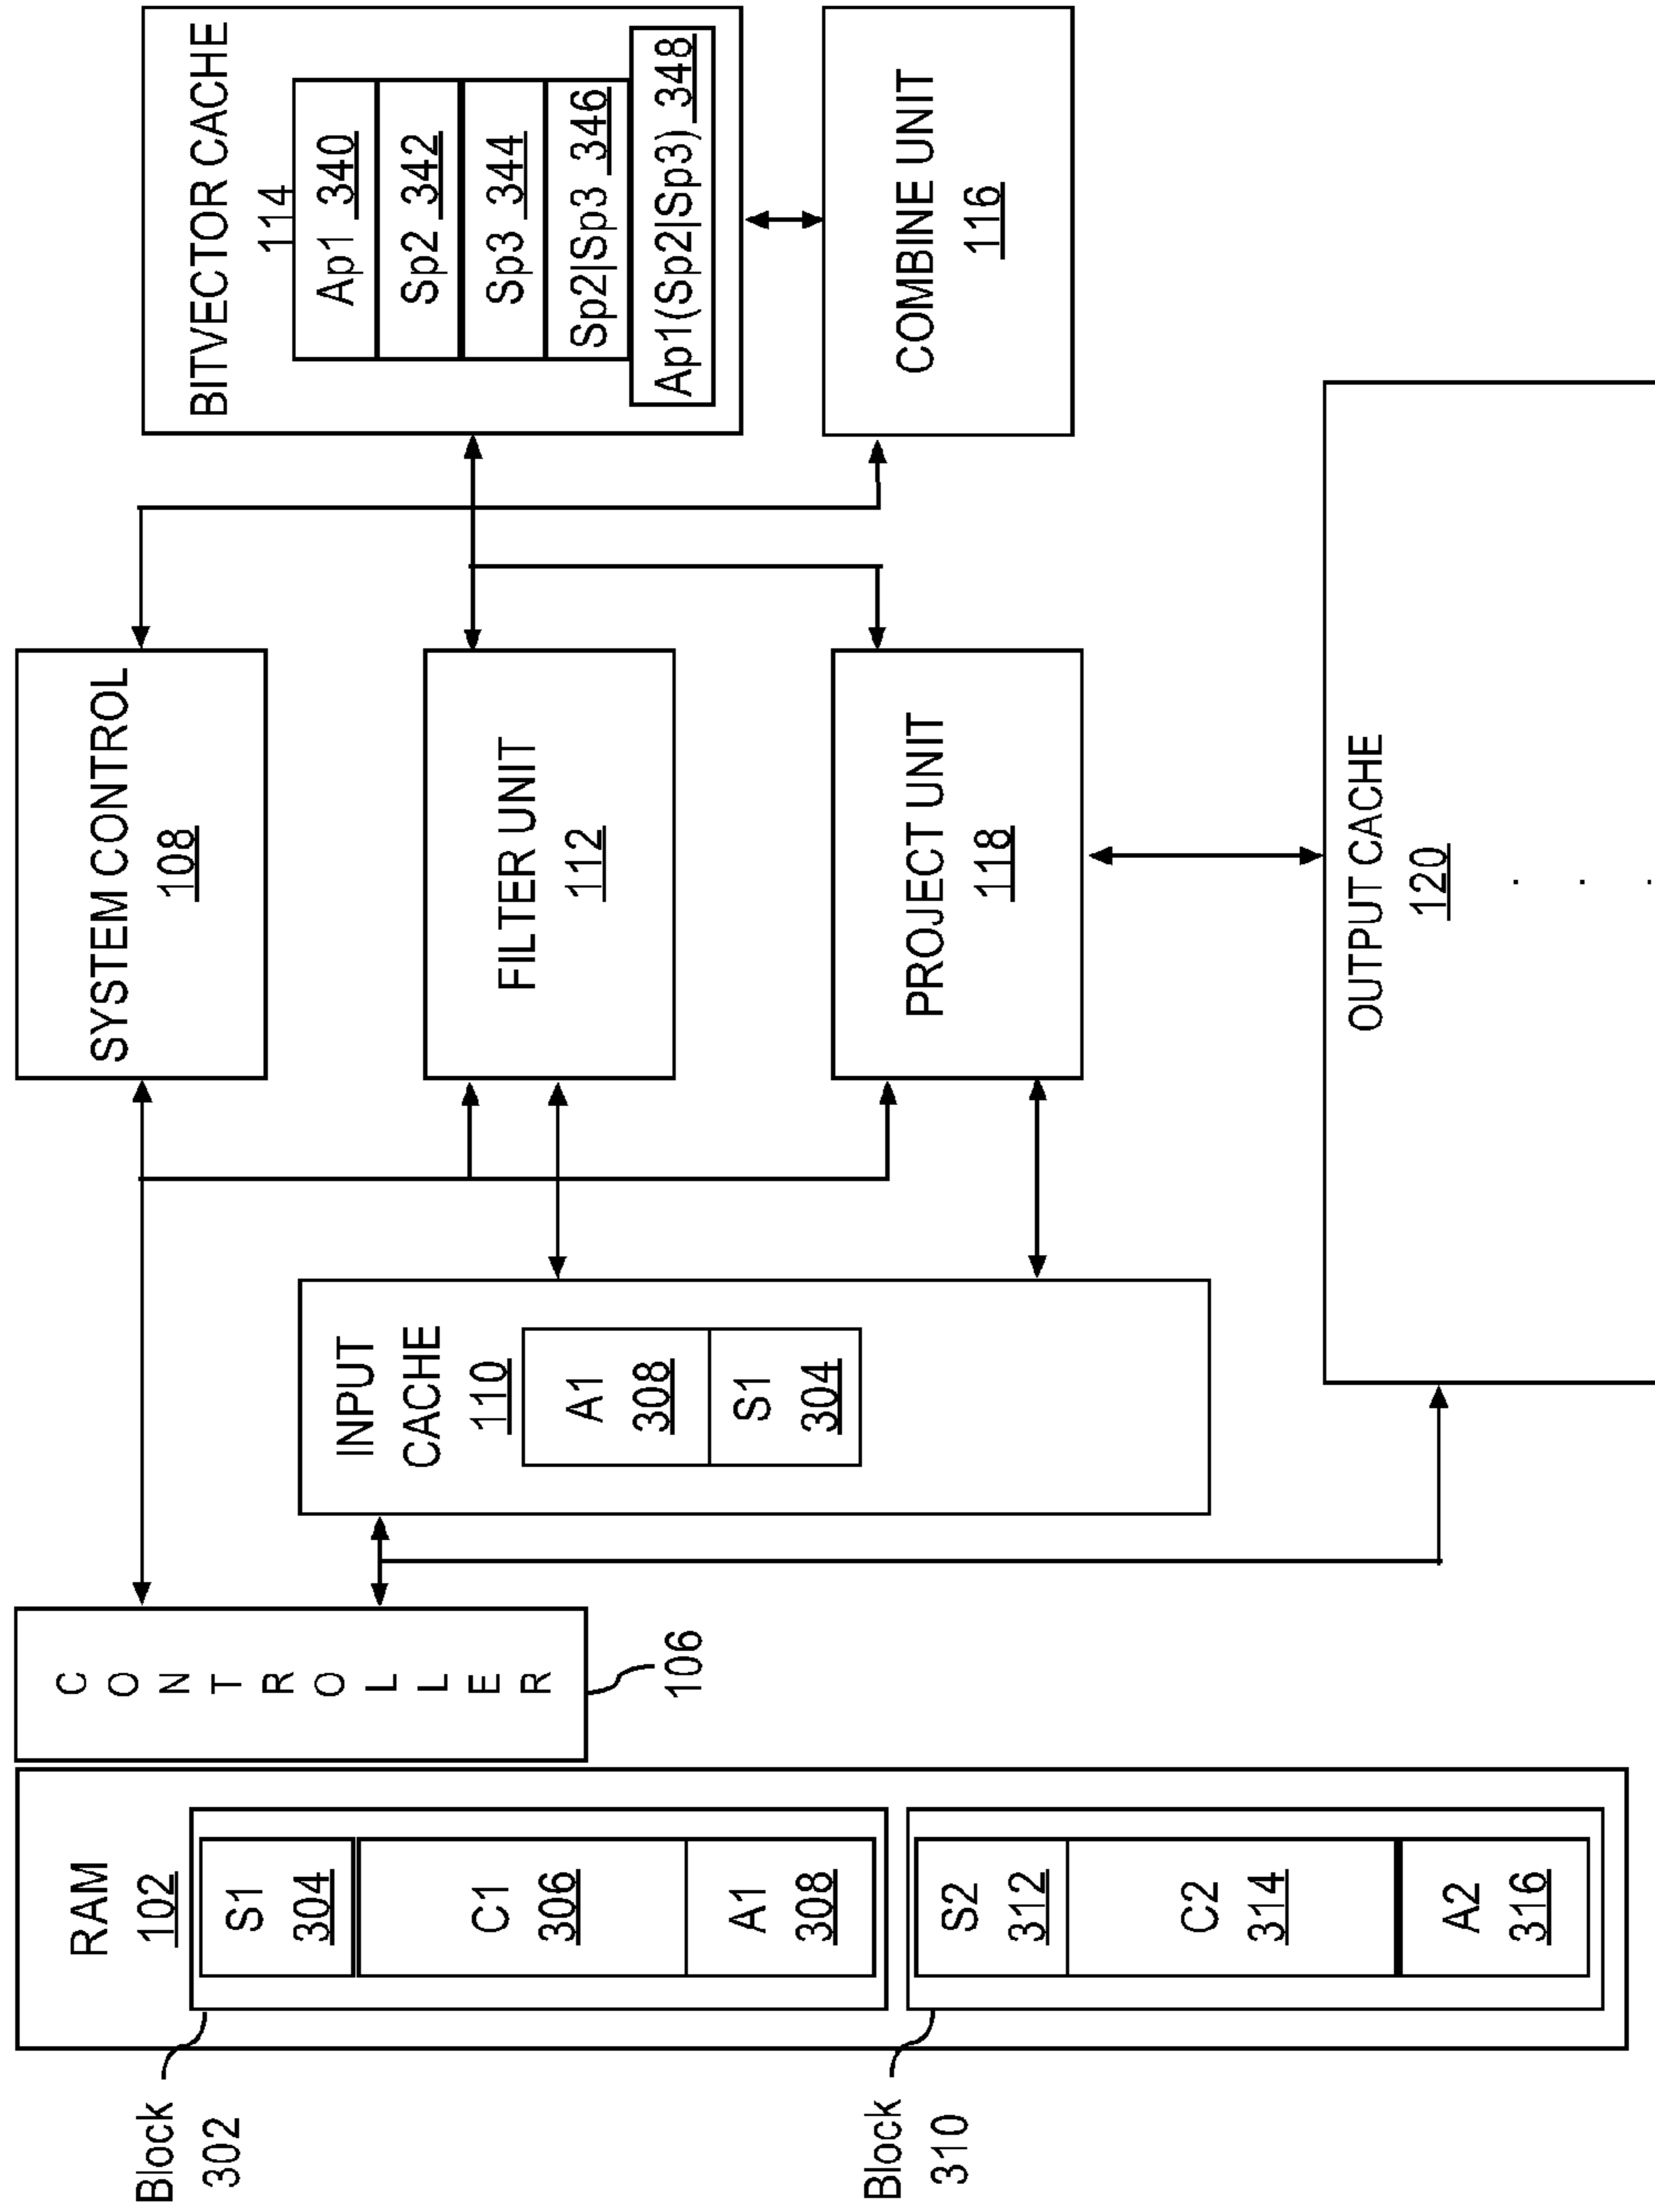 Block
302
Block
310
RAM
102
S1
304
C1
306
A1
308
S2
312
C2
314
A2
316
CONTROLLER
106
INPUT
CACHE
110
A1
308
S1
304
SYSTEM CONTROL
108
FILTER UNIT
112
PROJECT UNIT
118
OUTPUT CACHE
120
.
.
.
BITVECTOR CACHE
114
Ap1 340
Sp2 342
Sp3 344
Sp2|Sp3 346
Ap1(Sp2|Sp3) 348
COMBINE UNIT
116